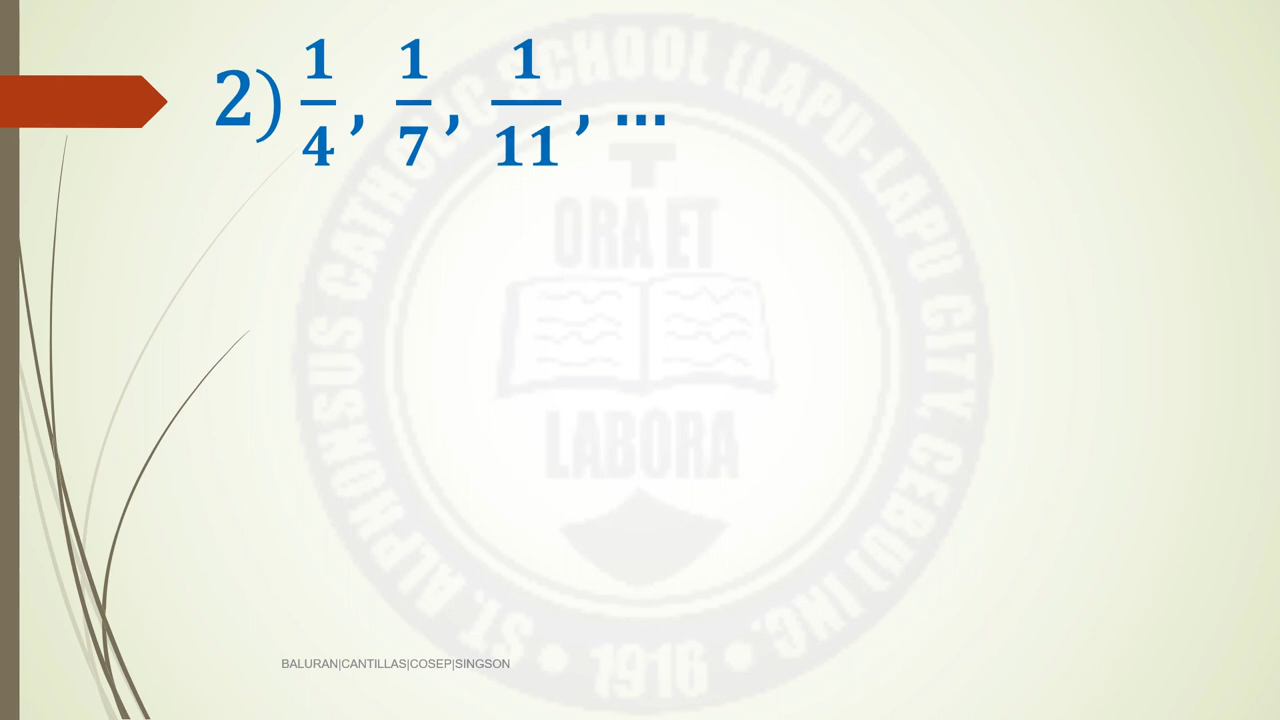 2) 1/4, 1/7, 1/11, ...
ST. ALPHONSUS CATHOLIC SCHOOL (LAPU-LAPU CITY, CEBU) INC.
ORA ET
LABORA
• 1916 •
BALURAN|CANTILLAS|COSEP|SINGSON